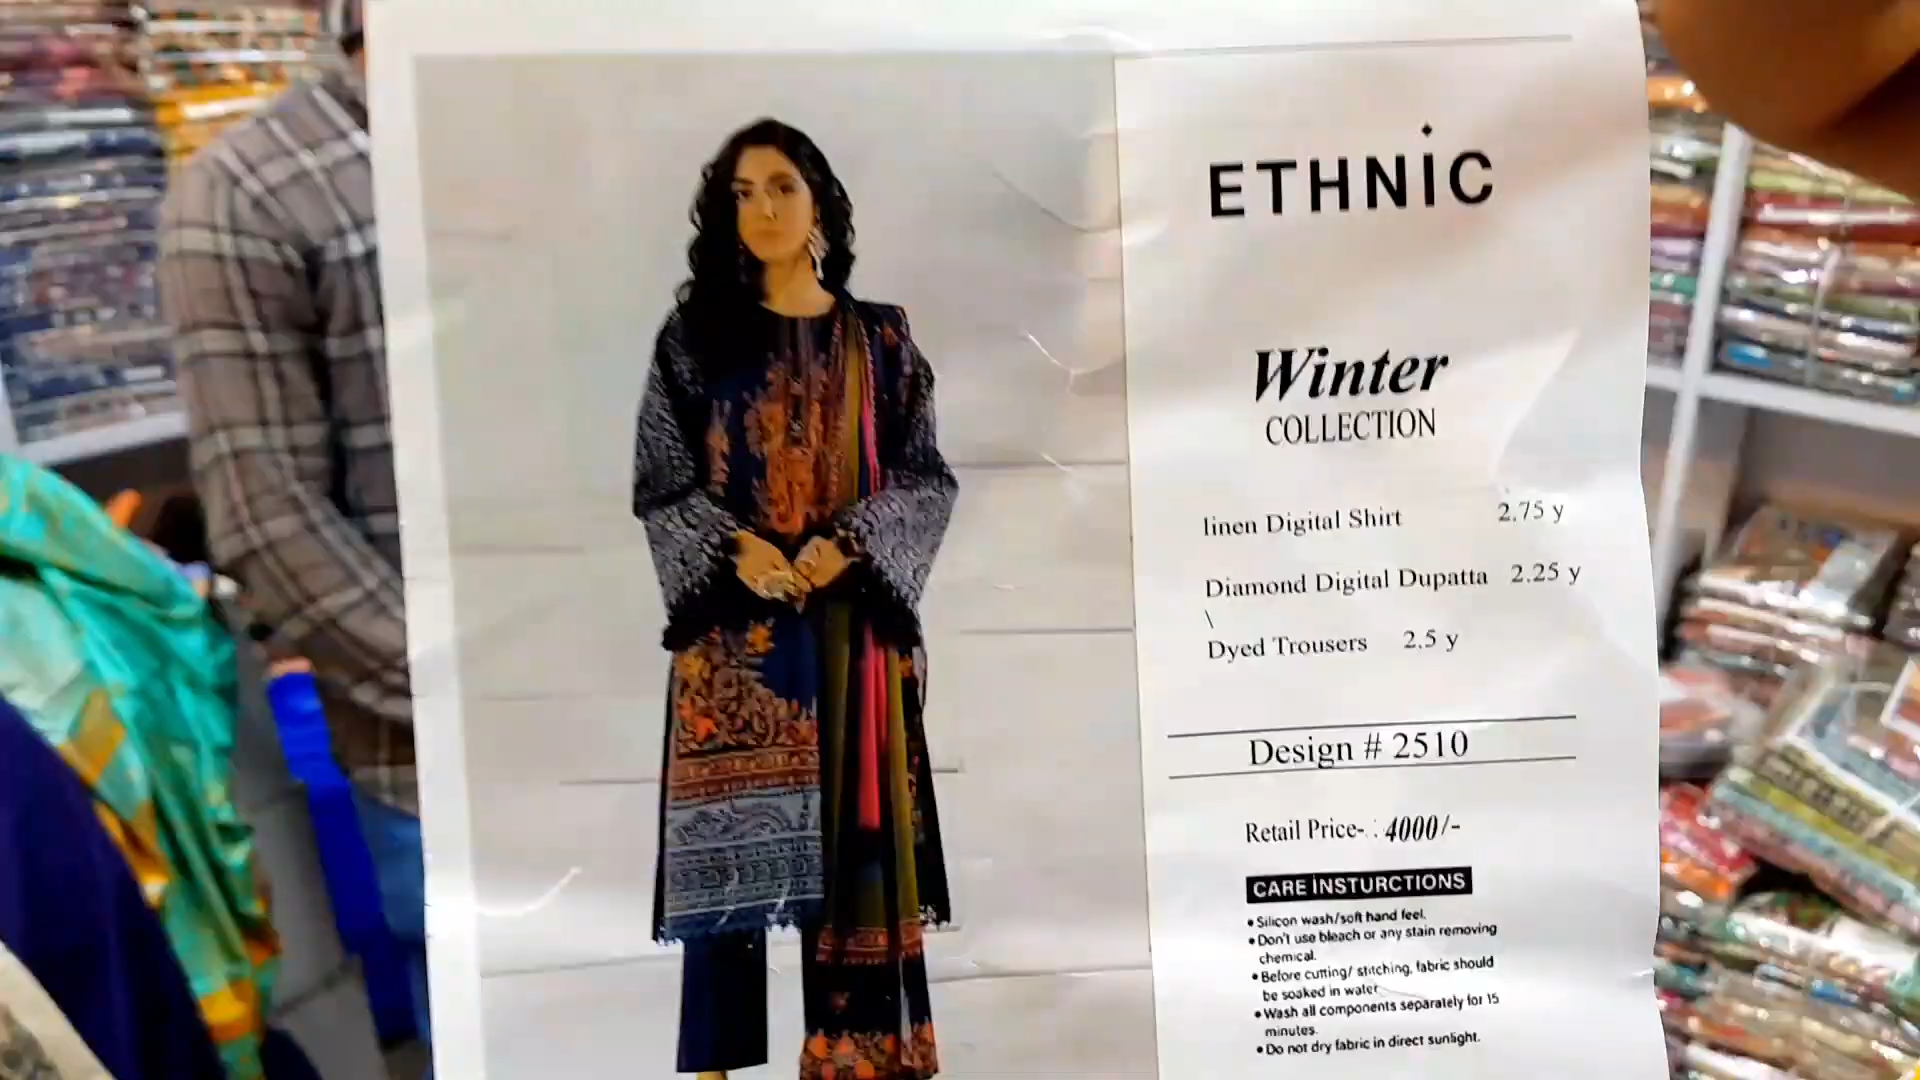 ETHNiC
Winter
COLLECTION
linen Digital Shirt 2.75 y
Diamond Digital Dupatta 2.25 y
\
Dyed Trousers 2.5 y
Design # 2510
Retail Price-.: 4000/-
CARE INSTURCTIONS
• Silicon wash/soft hand feel.
• Don't use bleach or any stain removing
chemical.
• Before cutting/ stitching, fabric should
be soaked in water
• Wash all components separately for 15
minutes.
• Do not dry fabric in direct sunlight.